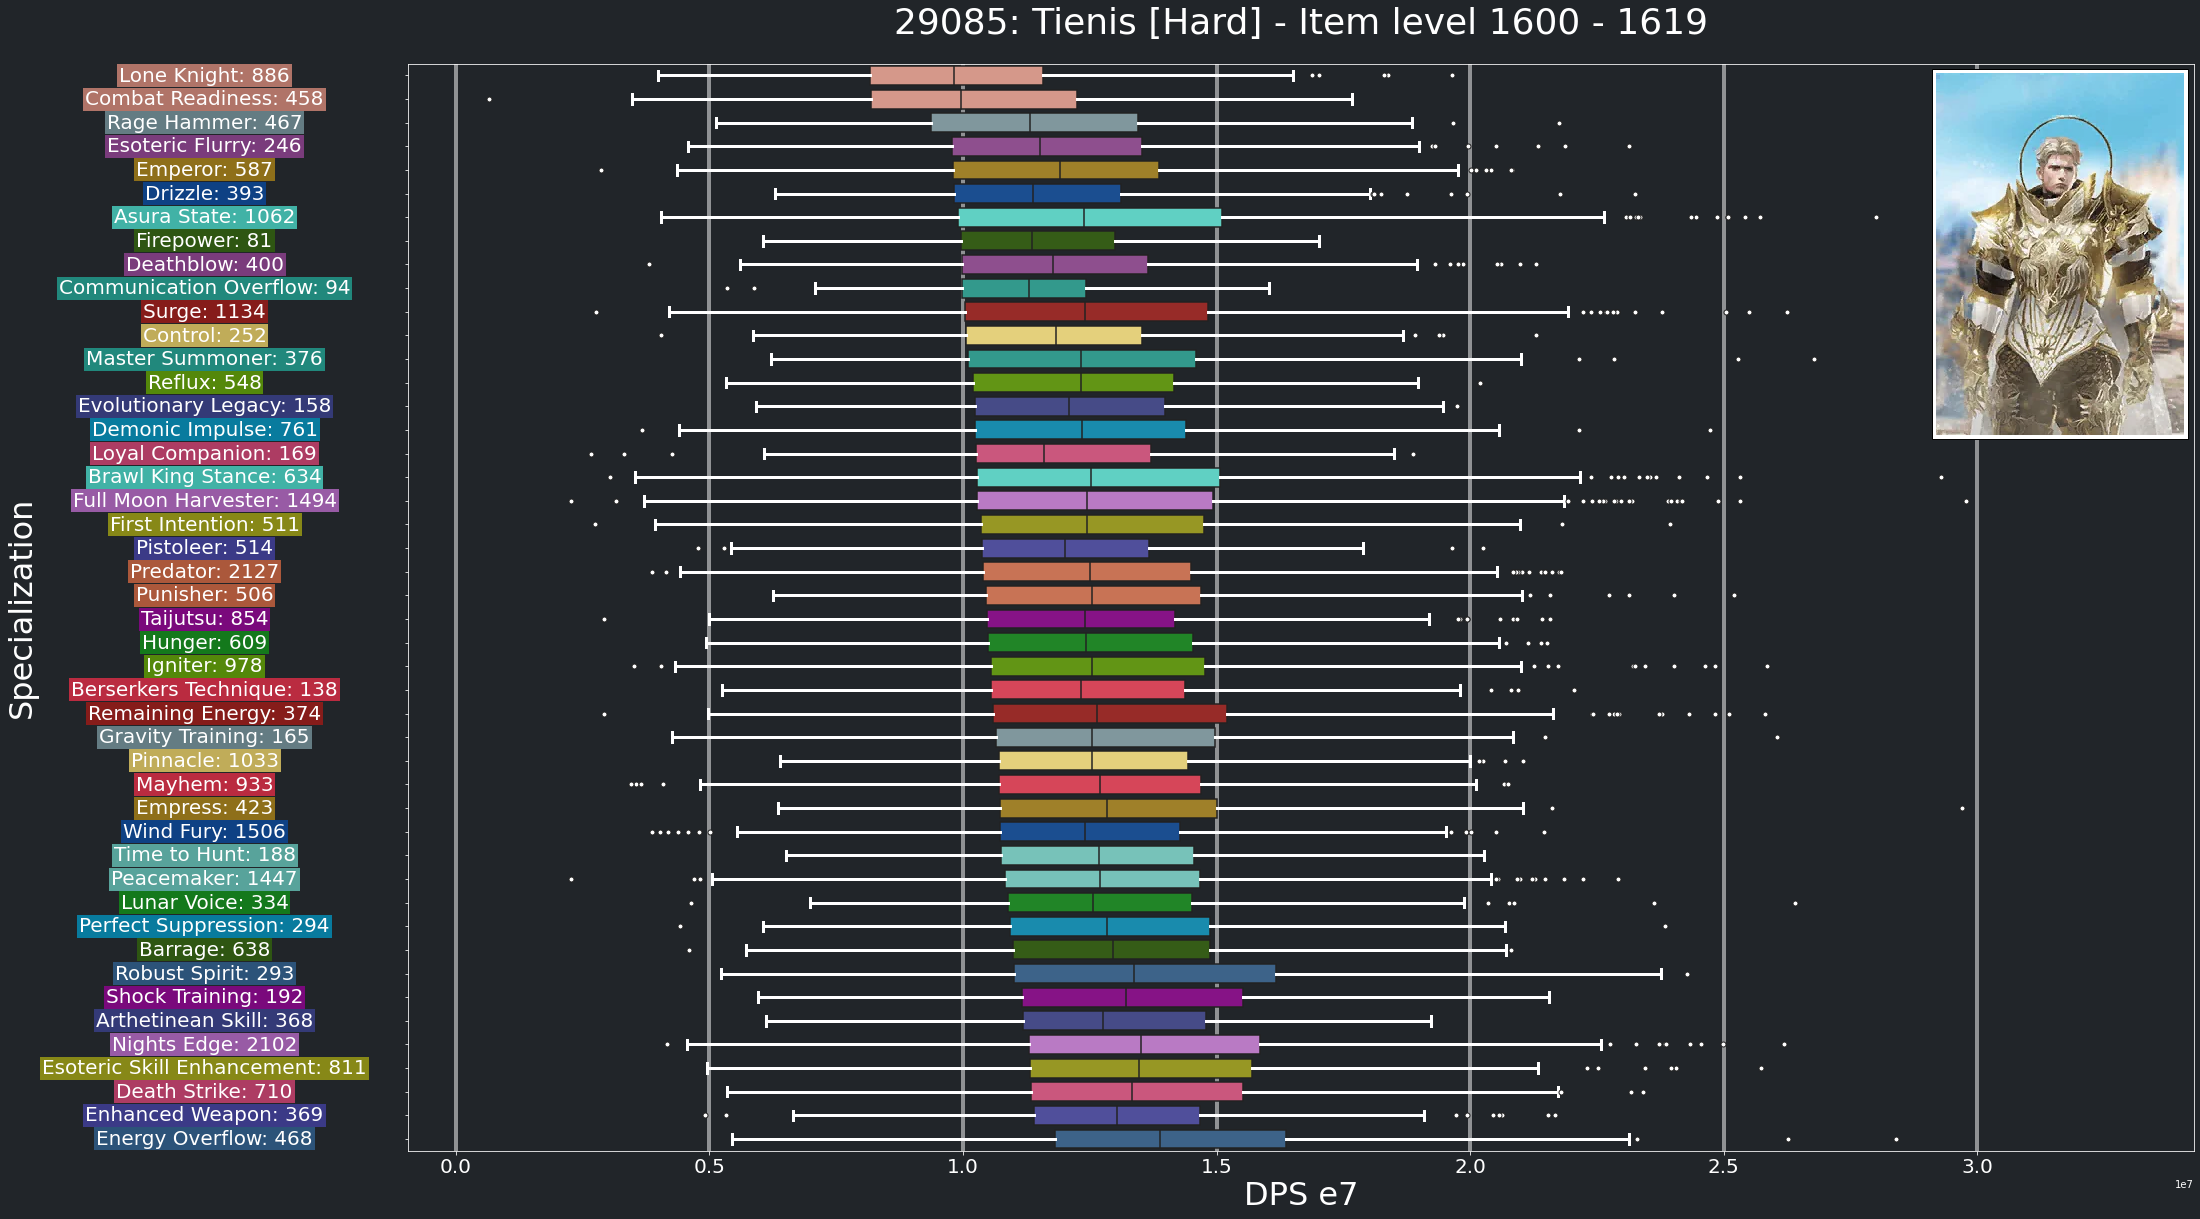 29085: Tienis [Hard] - Item level 1600 - 1619
Specialization
Lone Knight: 886
Combat Readiness: 458
Rage Hammer: 467
Esoteric Flurry: 246
Emperor: 587
Drizzle: 393
Asura State: 1062
Firepower: 81
Deathblow: 400
Communication Overflow: 94
Surge: 1134
Control: 252
Master Summoner: 376
Reflux: 548
Evolutionary Legacy: 158
Demonic Impulse: 761
Loyal Companion: 169
Brawl King Stance: 634
Full Moon Harvester: 1494
First Intention: 511
Pistoleer: 514
Predator: 2127
Punisher: 506
Taijutsu: 854
Hunger: 609
Igniter: 978
Berserkers Technique: 138
Remaining Energy: 374
Gravity Training: 165
Pinnacle: 1033
Mayhem: 933
Empress: 423
Wind Fury: 1506
Time to Hunt: 188
Peacemaker: 1447
Lunar Voice: 334
Perfect Suppression: 294
Barrage: 638
Robust Spirit: 293
Shock Training: 192
Arthetinean Skill: 368
Nights Edge: 2102
Esoteric Skill Enhancement: 811
Death Strike: 710
Enhanced Weapon: 369
Energy Overflow: 468
0.0 0.5 1.0 1.5 2.0 2.5 3.0
1e7
DPS e7